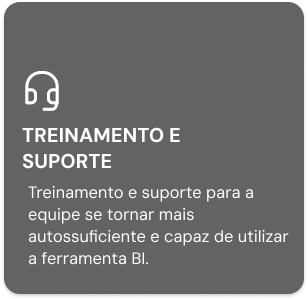 TREINAMENTO E
SUPORTE
Treinamento e suporte para a
equipe se tornar mais
autossuficiente e capaz de utilizar
a ferramenta BI.